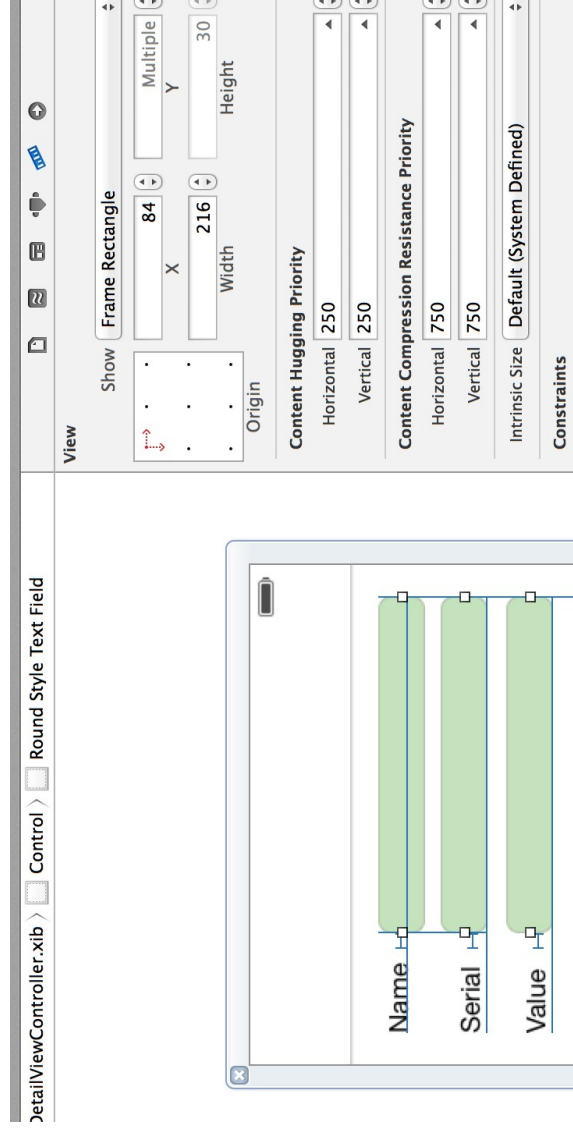 DetailViewController.xib Control Round Style Text Field
Name
Serial
Value
View
Show Frame Rectangle
84 Multiple
X Y
216 30
Width Height
Origin
Content Hugging Priority
Horizontal 250
Vertical 250
Content Compression Resistance Priority
Horizontal 750
Vertical 750
Intrinsic Size Default (System Defined)
Constraints